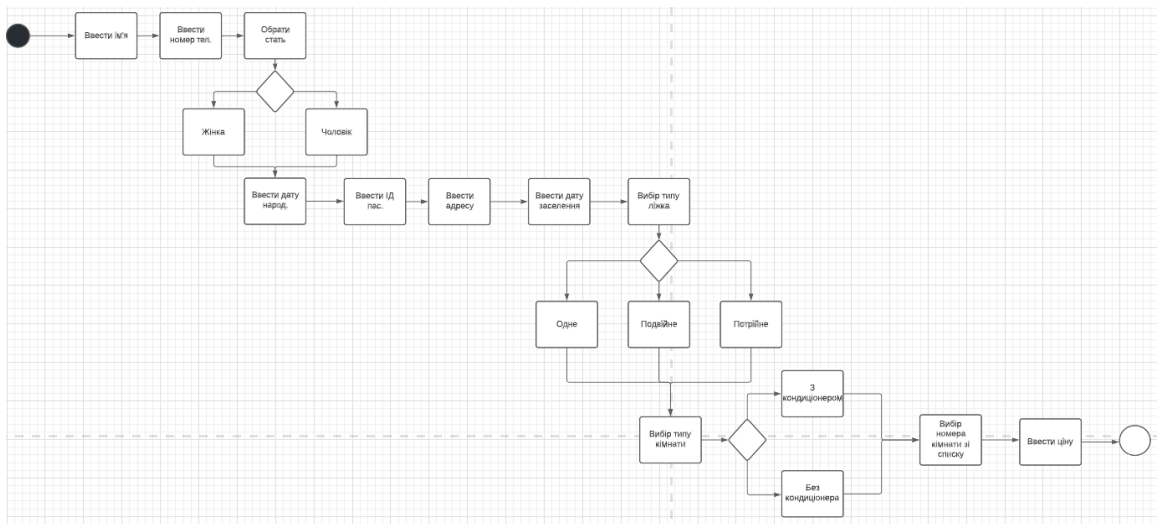 Ввести ім'я
Ввести
номер тел.
Обрати
стать
Жінка
Чоловік
Ввести дату
народ.
Ввести ІД
пас.
Ввести
адресу
Ввести дату
заселення
Вибір типу
ліжка
Одне
Подвійне
Потрійне
Вибір типу
кімнати
З
кондиціонером
Без
кондиціонера
Вибір
номера
кімнати зі
списку
Ввести ціну